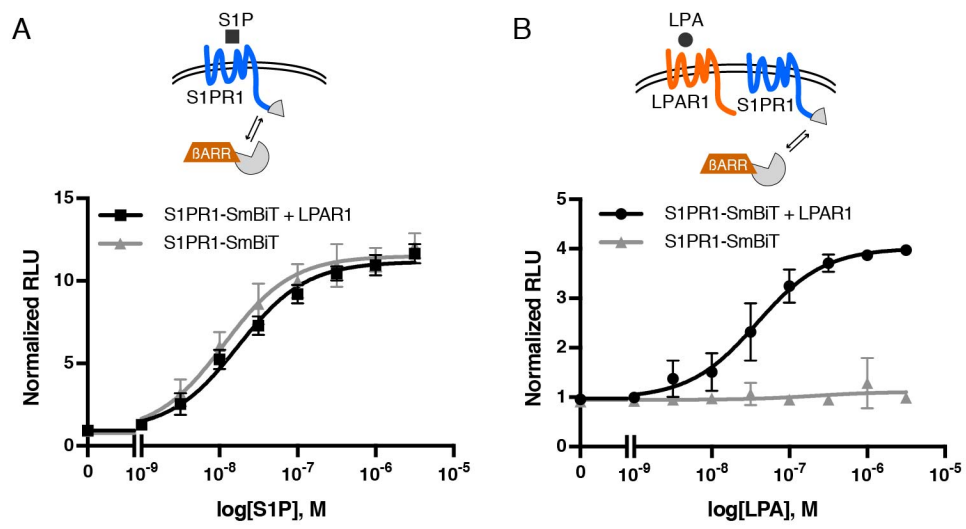 A
S1P
S1PR1
ßARR
15
10
5
0
Normalized RLU
S1PR1-SmBiT + LPAR1
S1PR1-SmBiT
0
10⁻⁹
10⁻⁸
10⁻⁷
10⁻⁶
10⁻⁵
log[S1P], M
B
LPA
LPAR1
S1PR1
ßARR
5
4
3
2
1
0
Normalized RLU
S1PR1-SmBiT + LPAR1
S1PR1-SmBiT
0
10⁻⁹
10⁻⁸
10⁻⁷
10⁻⁶
10⁻⁵
log[LPA], M